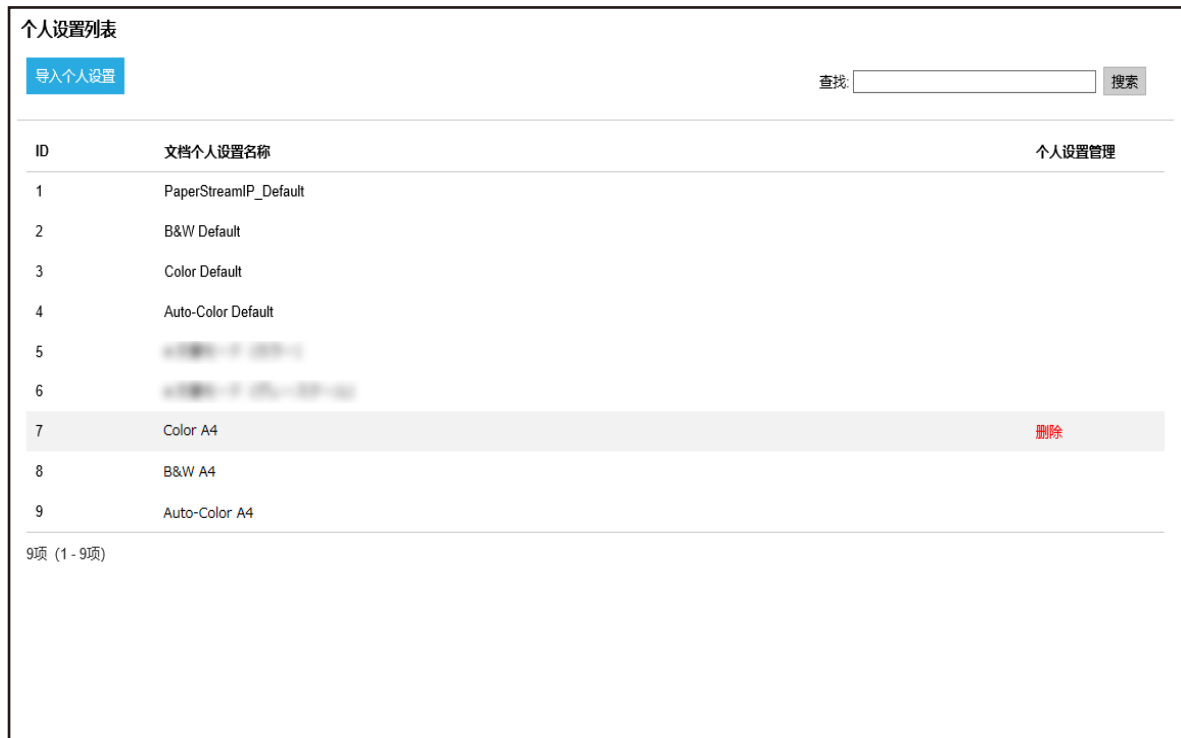 个人设置列表
导入个人设置
查找: 搜索
ID 文档个人设置名称 个人设置管理
1 PaperStreamIP_Default
2 B&W Default
3 Color Default
4 Auto-Color Default
5
6
7 Color A4 删除
8 B&W A4
9 Auto-Color A4
9项 (1 - 9项)